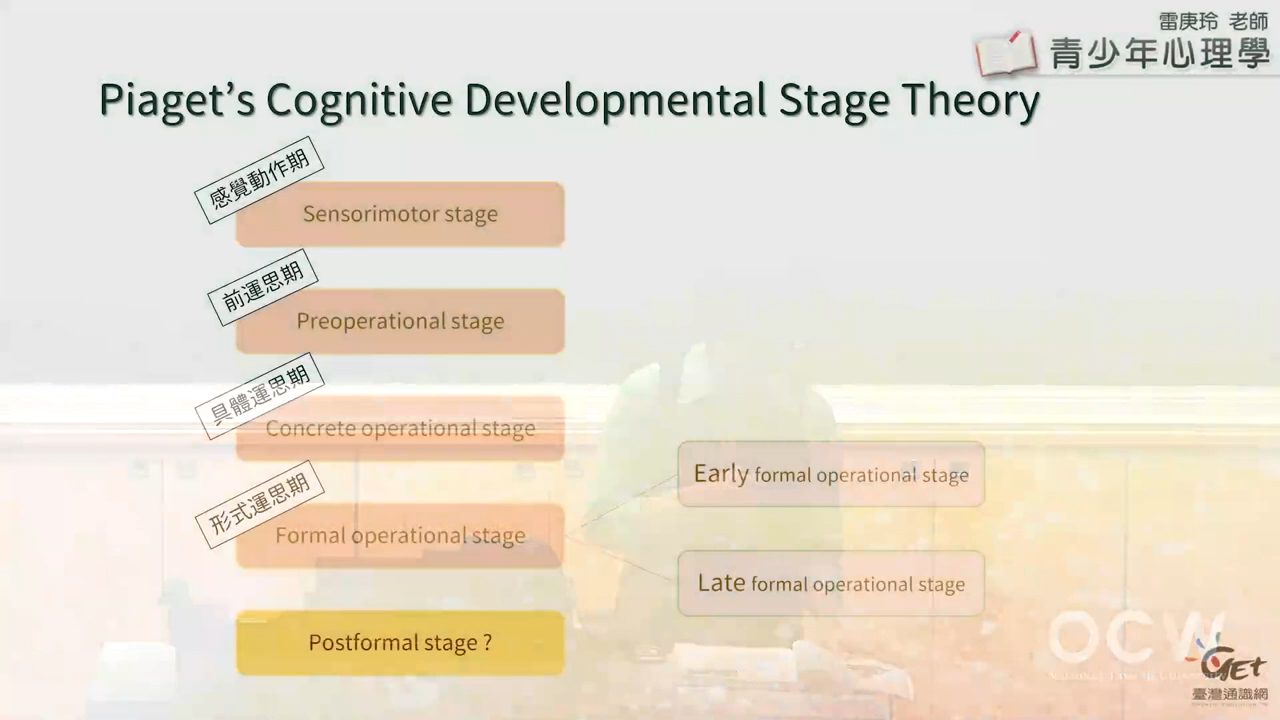 雷庚玲 老師
青少年心理學
Piaget’s Cognitive Developmental Stage Theory
感覺動作期
Sensorimotor stage
前運思期
Preoperational stage
具體運思期
Concrete operational stage
形式運思期
Formal operational stage
Early formal operational stage
Late formal operational stage
Postformal stage ?
OCW
GET
臺灣通識網